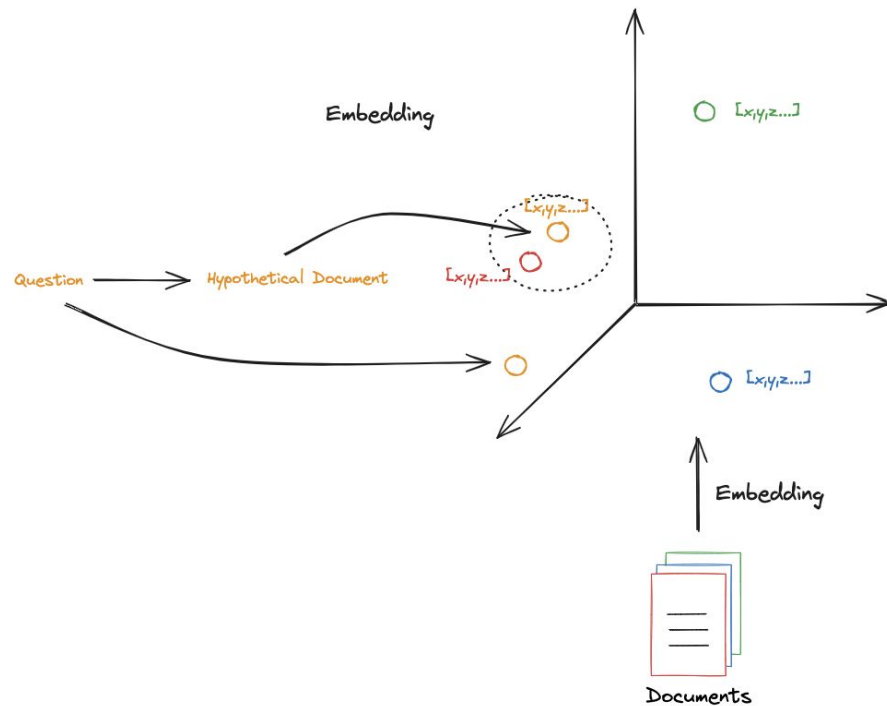 Embedding
[x,y,z...]
[x,y,z...]
[x,y,z...]
Question
Hypothetical Document
[x,y,z...]
Embedding
Documents